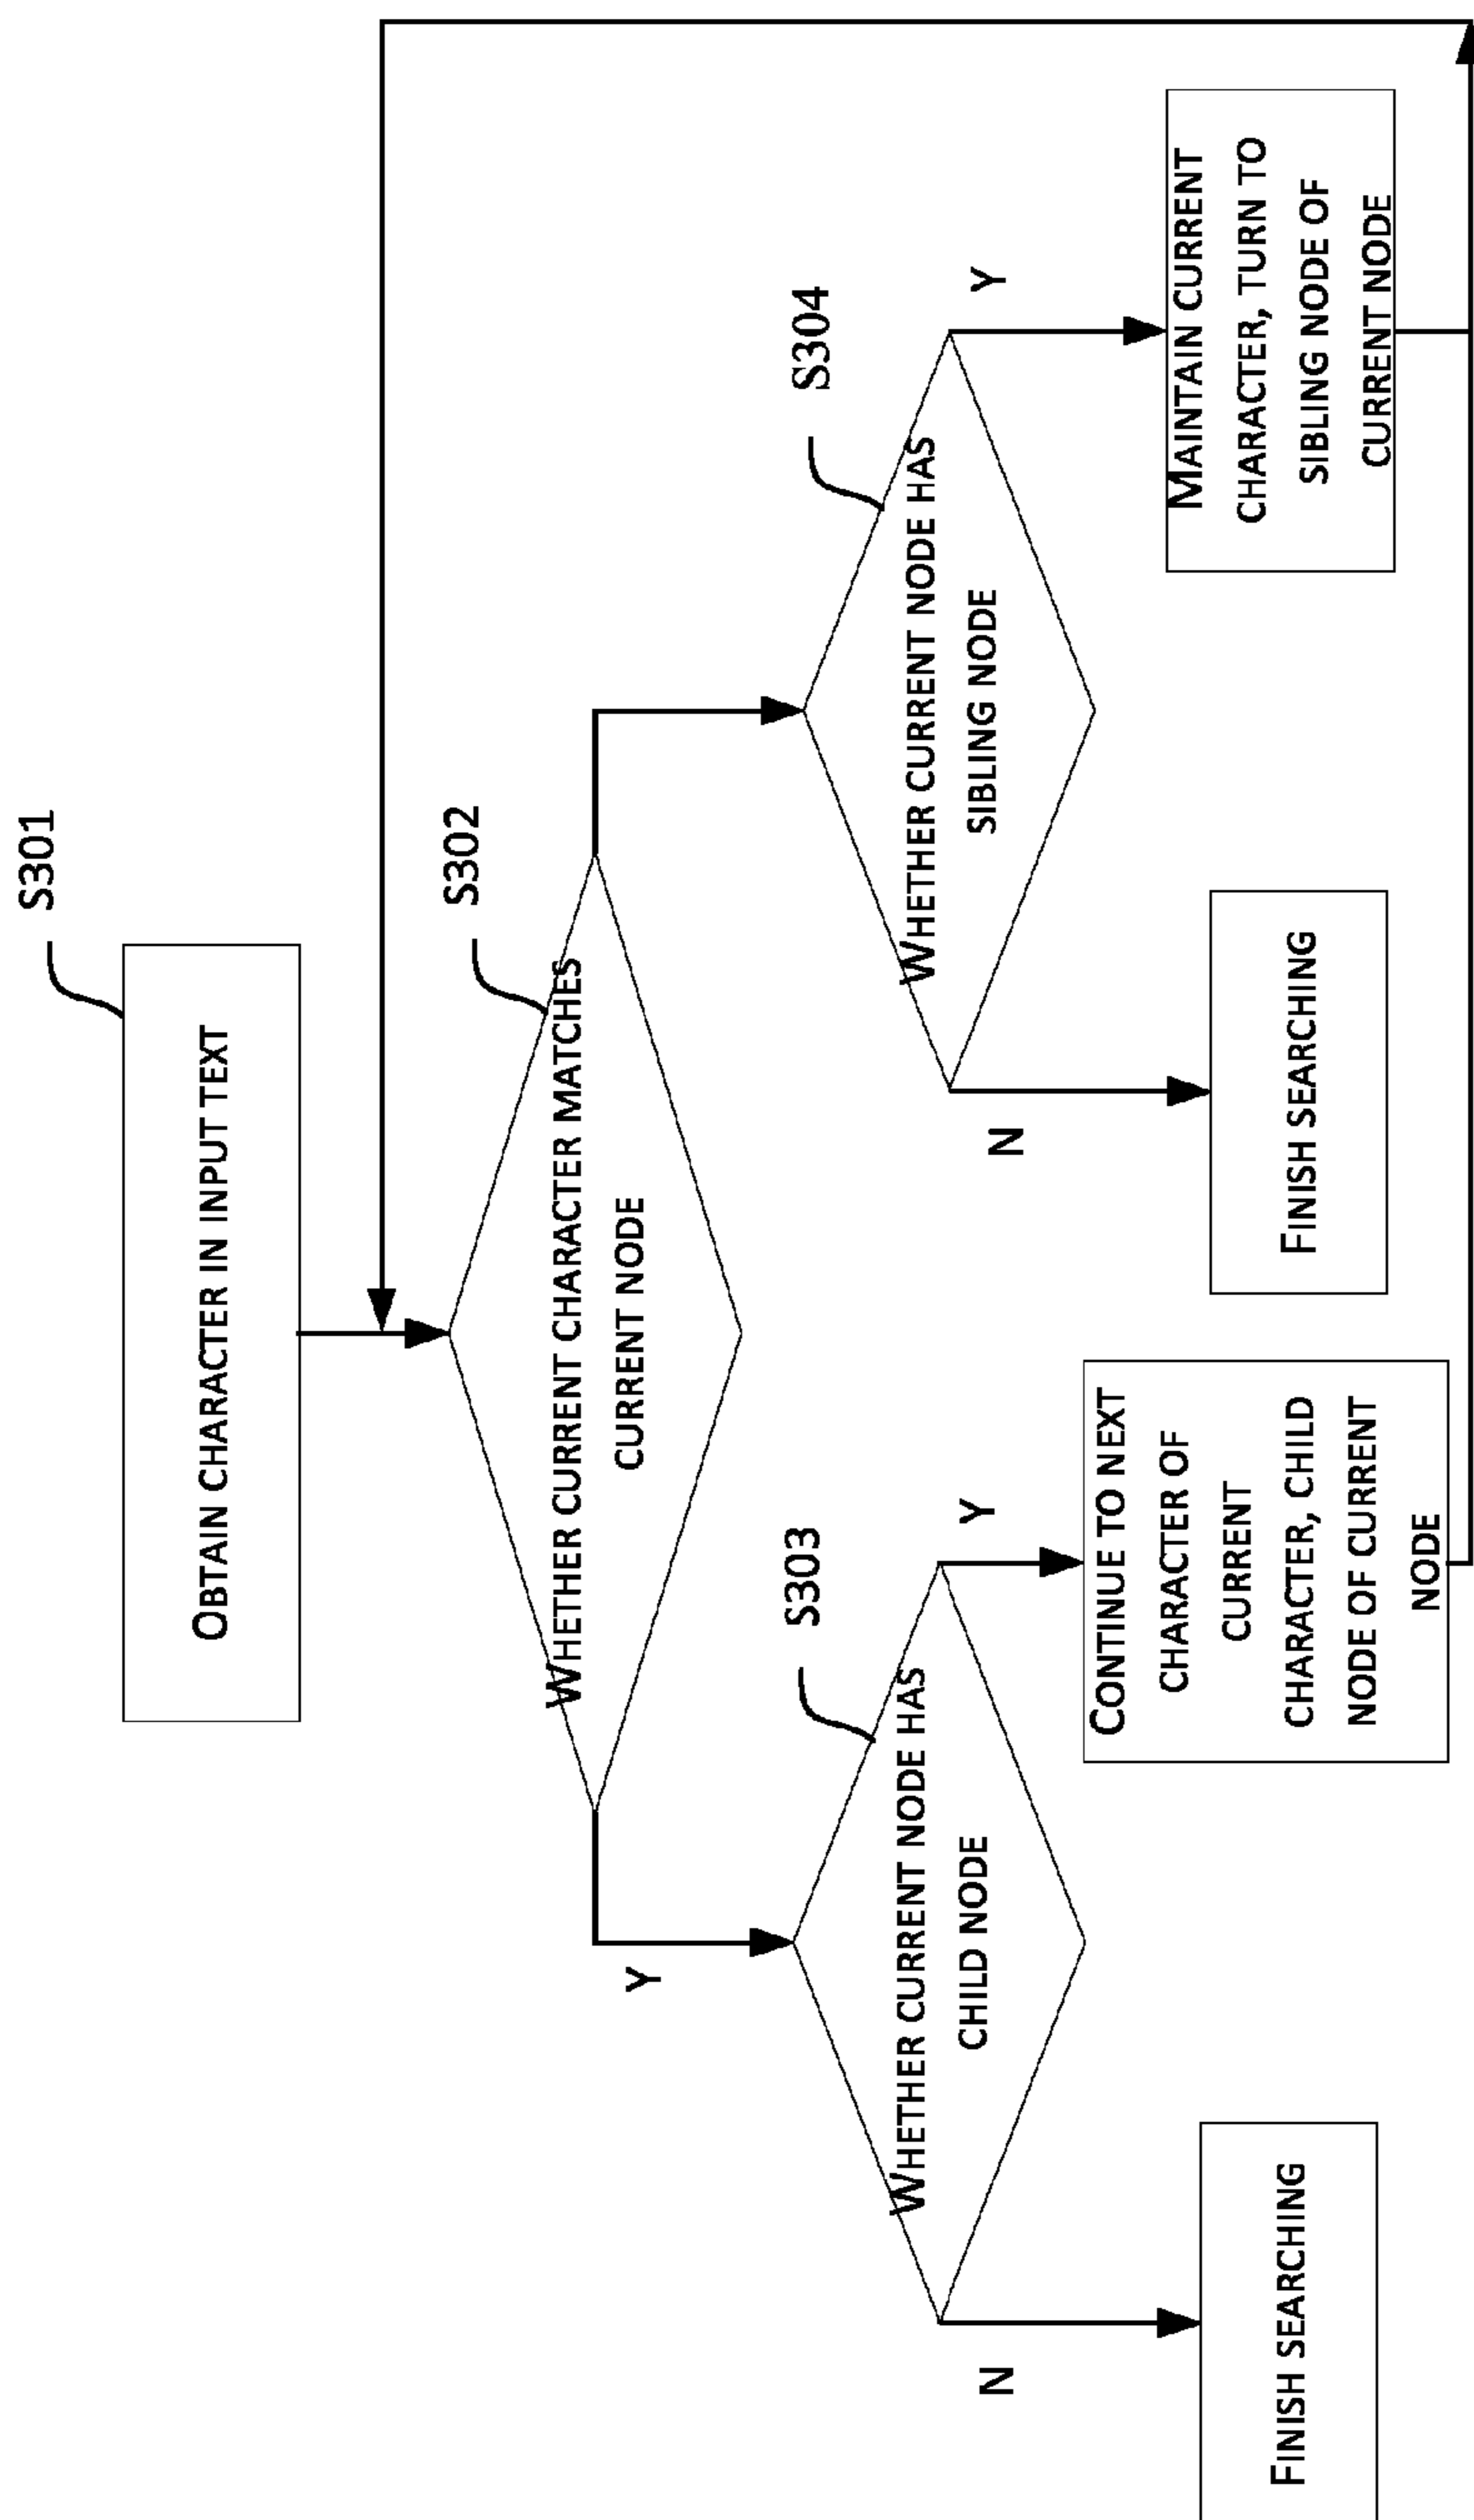 S301
OBTAIN CHARACTER IN INPUT TEXT
S302
WHETHER CURRENT CHARACTER MATCHES
CURRENT NODE
Y
S303
WHETHER CURRENT NODE HAS
CHILD NODE
S304
WHETHER CURRENT NODE HAS
SIBLING NODE
N
FINISH SEARCHING
Y
CONTINUE TO NEXT
CHARACTER OF
CURRENT
CHARACTER, CHILD
NODE OF CURRENT
NODE
N
FINISH SEARCHING
Y
MAINTAIN CURRENT
CHARACTER, TURN TO
SIBLING NODE OF
CURRENT NODE